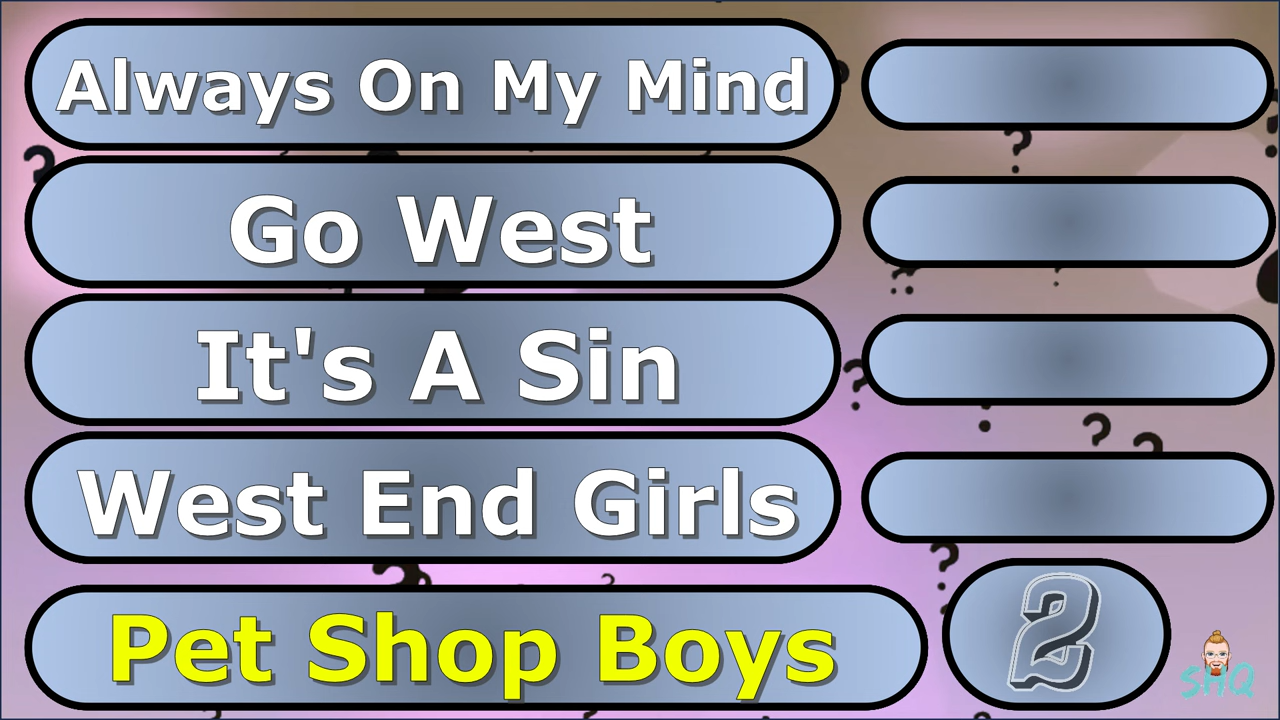 Always On My Mind
Go West
It's A Sin
West End Girls
Pet Shop Boys
2
SHQ